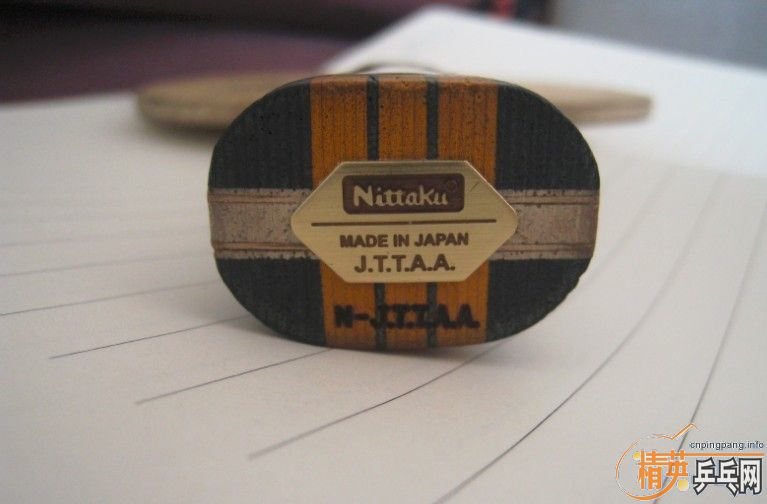 Nittaku
MADE IN JAPAN
J.T.T.A.A.
N-J.T.T.A.A.
cnpingpang.info
精英乒乓网